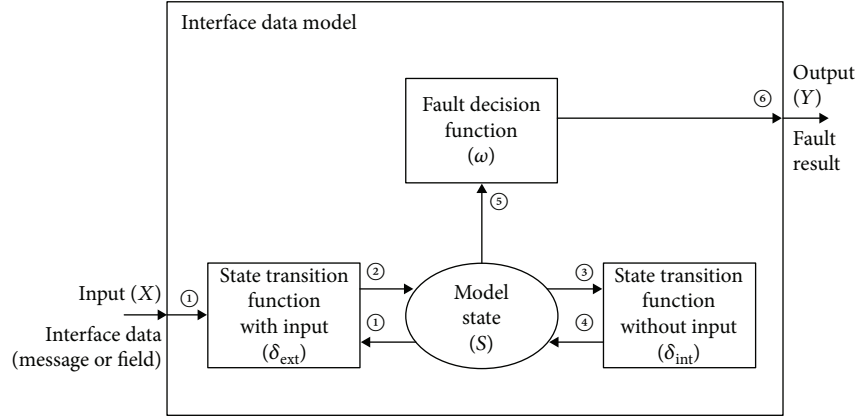 Interface data model
Fault decision
function
(ω)
⑥
Output
(Y)
Fault
result
⑤
Input (X)
Interface data
(message or field)
①
State transition
function
with input
(δext)
②
①
Model
state
(S)
③
④
State transition
function
without input
(δint)